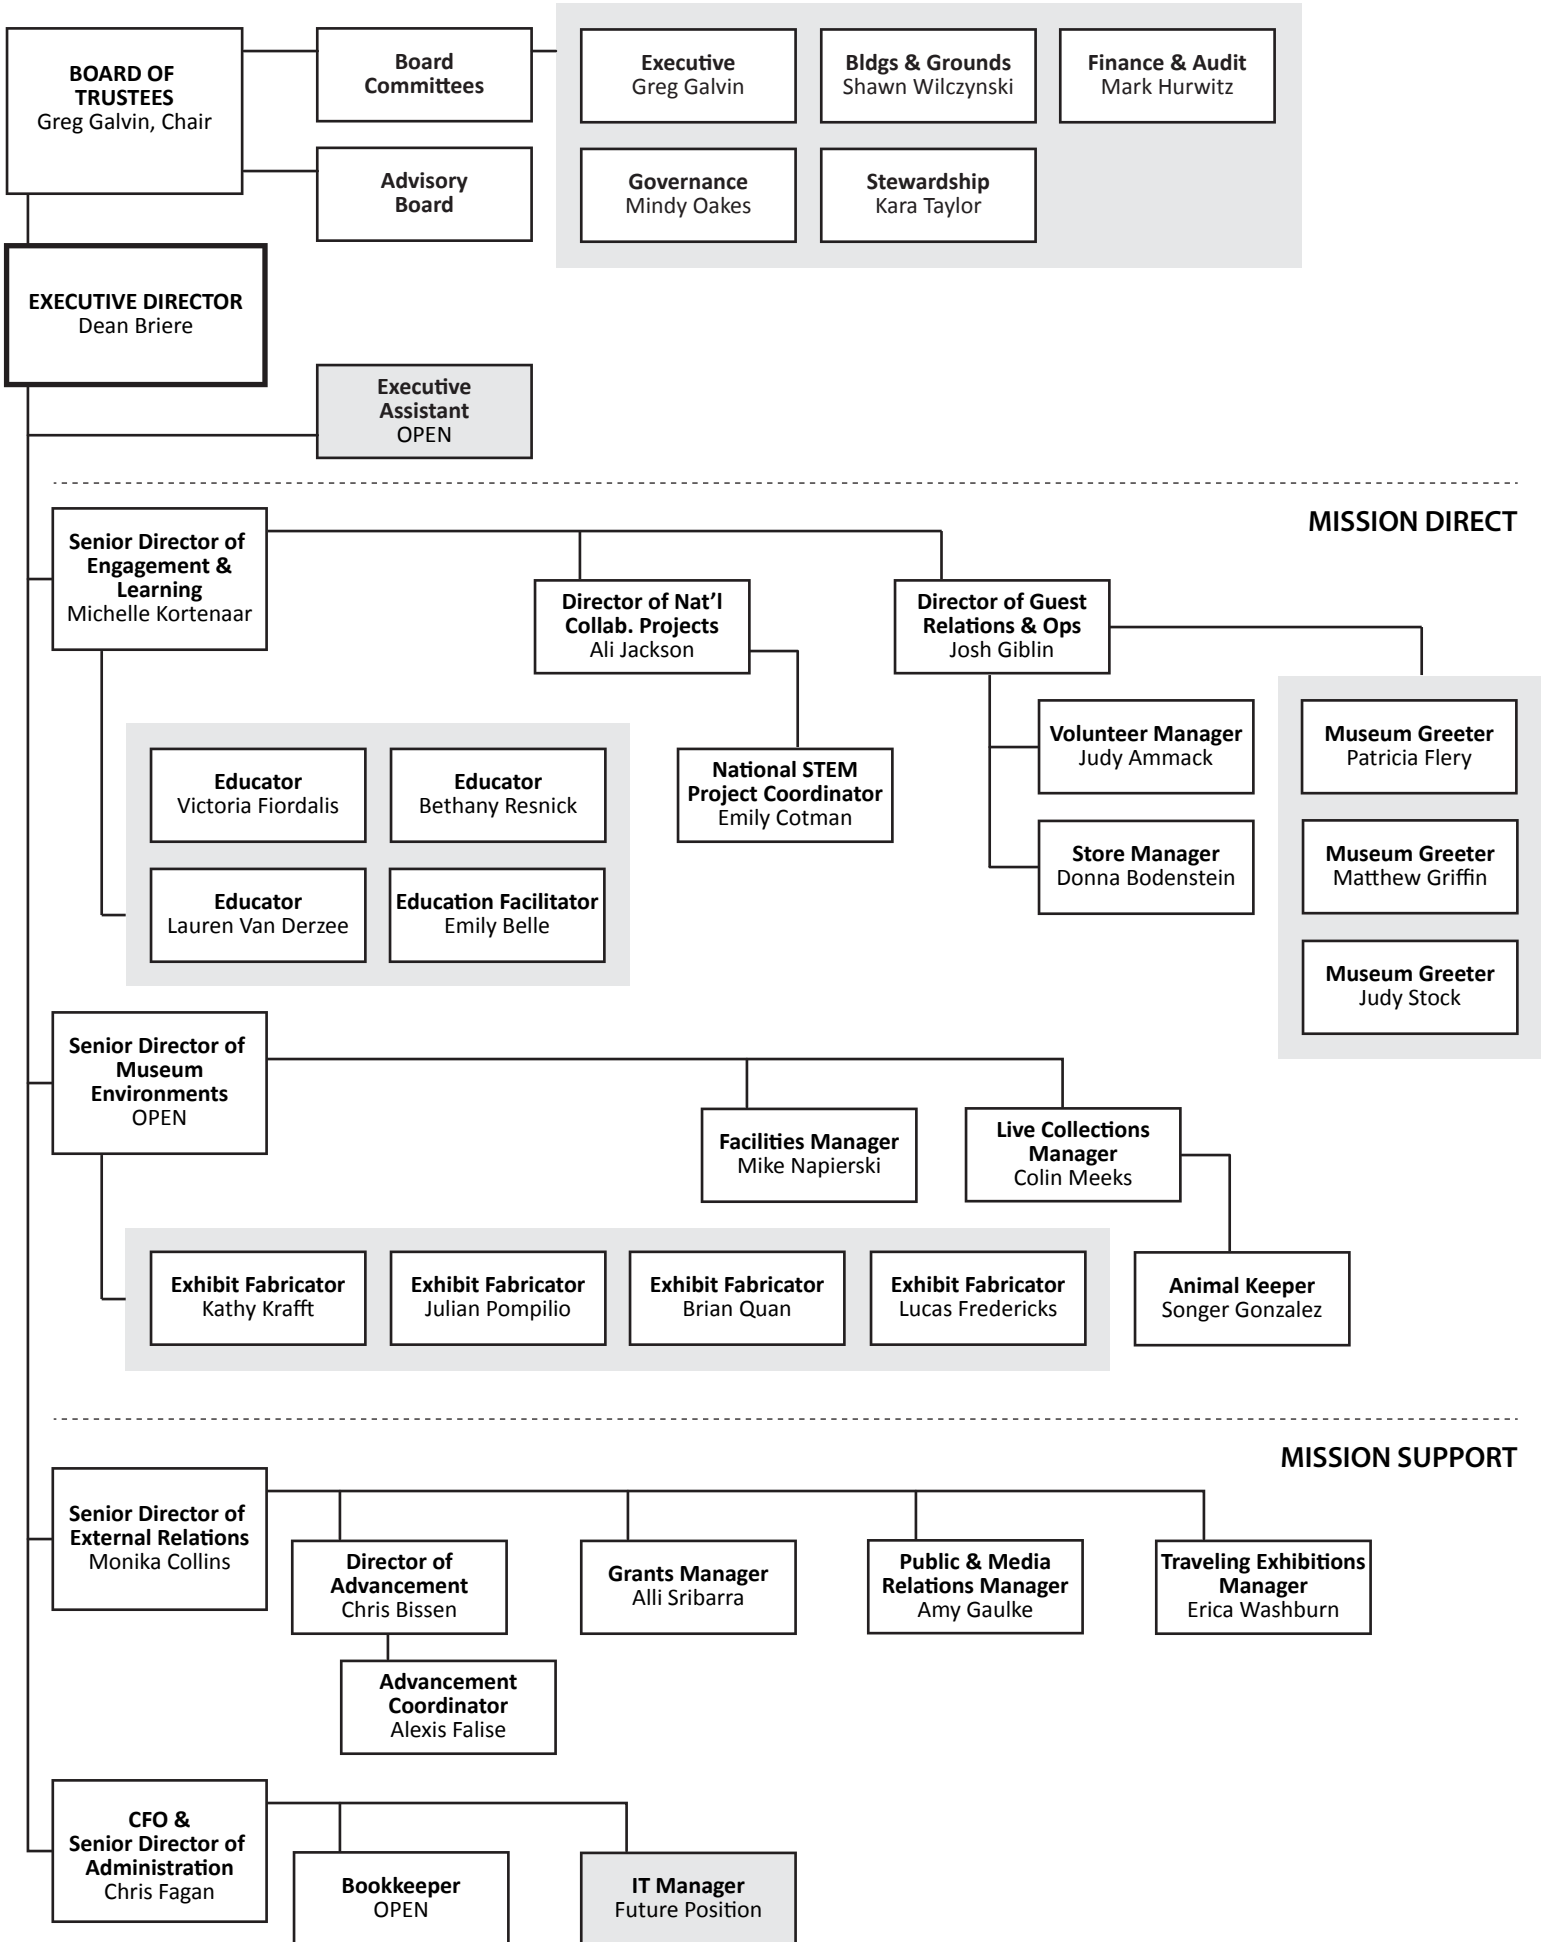 BOARD OF
TRUSTEES
Greg Galvin, Chair
Board
Committees
Executive
Greg Galvin
Bldgs & Grounds
Shawn Wilczynski
Finance & Audit
Mark Hurwitz
Advisory
Board
Governance
Mindy Oakes
Stewardship
Kara Taylor
EXECUTIVE DIRECTOR
Dean Briere
Executive
Assistant
OPEN
MISSION DIRECT
Senior Director of
Engagement &
Learning
Michelle Kortenaar
Director of Nat'l
Collab. Projects
Ali Jackson
Director of Guest
Relations & Ops
Josh Giblin
Volunteer Manager
Judy Ammack
Museum Greeter
Patricia Flery
Educator
Victoria Fiordalis
Educator
Bethany Resnick
National STEM
Project Coordinator
Emily Cotman
Store Manager
Donna Bodenstein
Museum Greeter
Matthew Griffin
Educator
Lauren Van Derzee
Education Facilitator
Emily Belle
Museum Greeter
Judy Stock
Senior Director of
Museum
Environments
OPEN
Facilities Manager
Mike Napierski
Live Collections
Manager
Colin Meeks
Exhibit Fabricator
Kathy Krafft
Exhibit Fabricator
Julian Pompilio
Exhibit Fabricator
Brian Quan
Exhibit Fabricator
Lucas Fredericks
Animal Keeper
Songer Gonzalez
MISSION SUPPORT
Senior Director of
External Relations
Monika Collins
Director of
Advancement
Chris Bissen
Grants Manager
Alli Sribarra
Public & Media
Relations Manager
Amy Gaulke
Traveling Exhibitions
Manager
Erica Washburn
Advancement
Coordinator
Alexis Falise
CFO &
Senior Director of
Administration
Chris Fagan
Bookkeeper
OPEN
IT Manager
Future Position